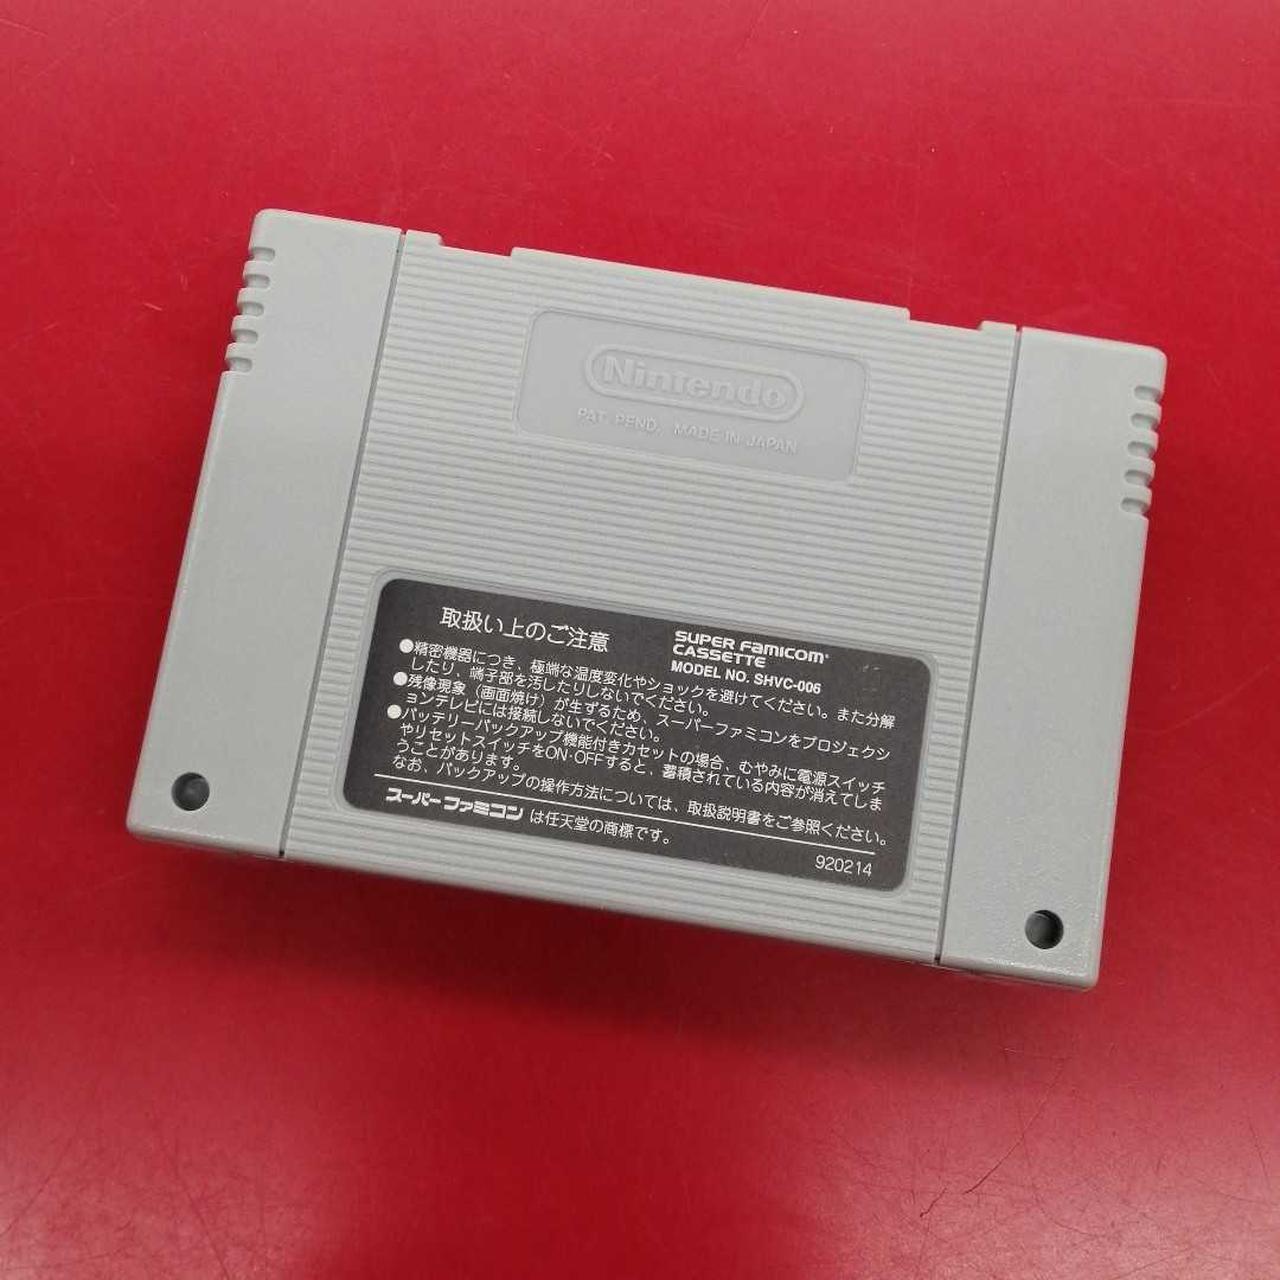 Nintendo
PAT. PEND. MADE IN JAPAN
取扱い上のご注意
SUPER Famicom
CASSETTE
MODEL NO. SHVC-006
●精密機器につき、極端な温度変化やショックを避けてください。また分解
したり、端子部を汚したりしないでください。
●残像現象（画面焼け）が生ずるため、スーパーファミコンをプロジェクシ
ョンテレビには接続しないでください。
●バッテリーバックアップ機能付きカセットの場合、むやみに電源スイッチ
やリセットスイッチをON・OFFすると、蓄積されている内容が消えてしま
うことがあります。
なお、バックアップの操作方法については、取扱説明書をご参照ください。
スーパーファミコンは任天堂の商標です。
920214